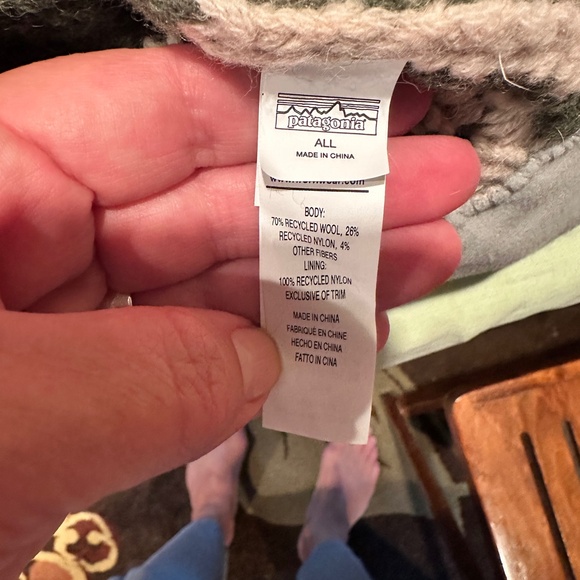 patagonia
ALL
MADE IN CHINA
BODY:
70% RECYCLED WOOL, 26%
RECYCLED NYLON, 4%
OTHER FIBERS
LINING:
100% RECYCLED NYLON
EXCLUSIVE OF TRIM
MADE IN CHINA
FABRIQUÉ EN CHINE
HECHO EN CHINA
FATTO IN CINA